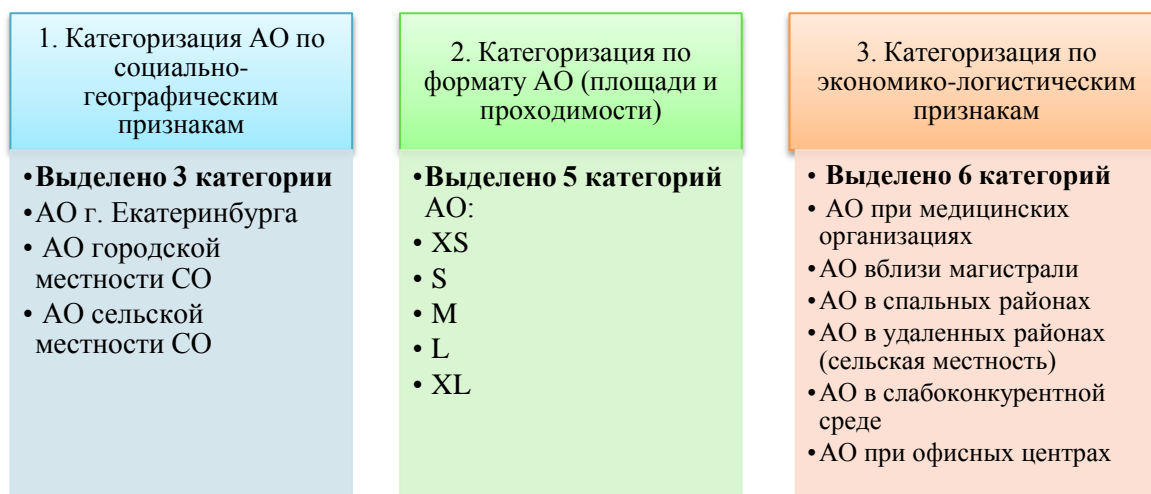 1. Категоризация АО по
социально-
географическим
признакам
•Выделено 3 категории
•АО г. Екатеринбурга
• АО городской
местности СО
• АО сельской
местности СО
2. Категоризация по
формату АО (площади и
проходимости)
•Выделено 5 категорий
АО:
• XS
• S
• M
• L
• XL
3. Категоризация по
экономико-логистическим
признакам
• Выделено 6 категорий
• АО при медицинских
организациях
•АО вблизи магистрали
•АО в спальных районах
•АО в удаленных районах
(сельская местность)
•АО в слабоконкурентной
среде
•АО при офисных центрах